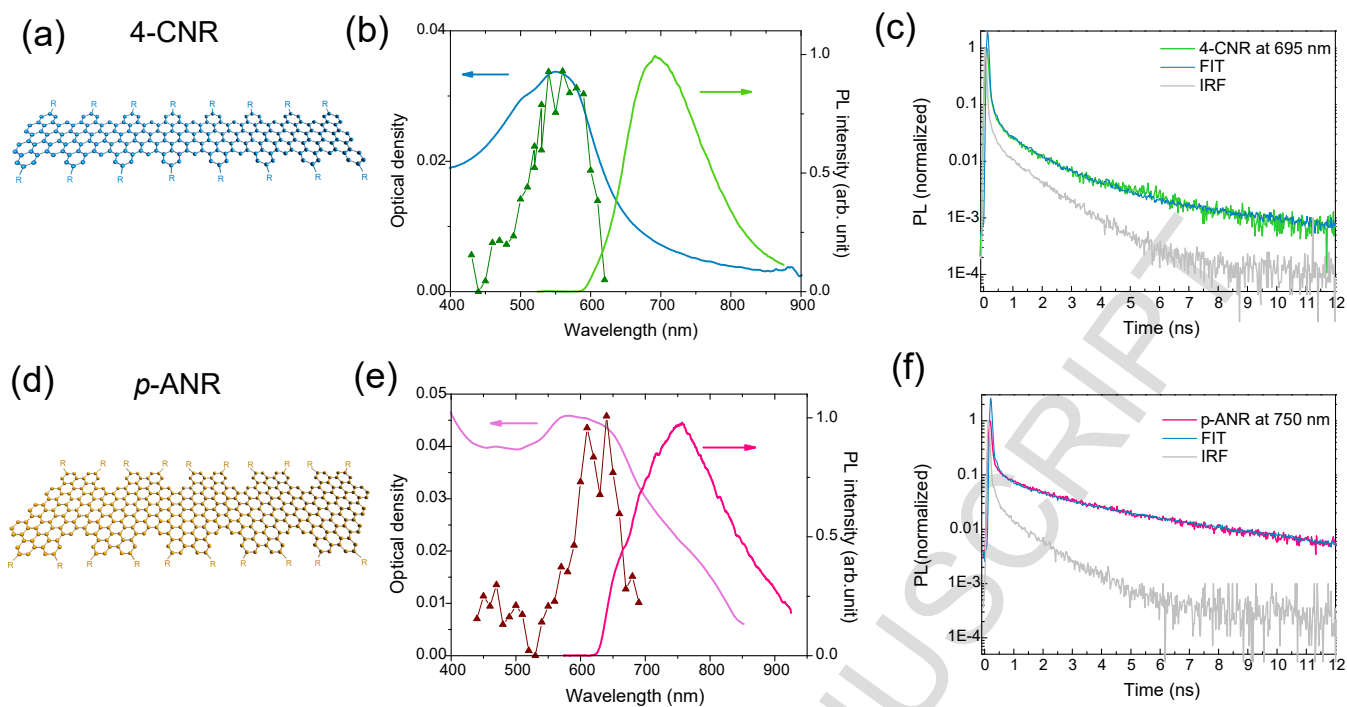 (a) 4-CNR
R R R R R R R
R R R R R R R
(b)
0.04
0.02
0.00
Optical density
400 500 600 700 800 900
Wavelength (nm)
1.0
0.5
0.0
PL intensity (arb. unit)
(c)
4-CNR at 695 nm
FIT
IRF
1
0.1
0.01
1E-3
1E-4
PL (normalized)
0 1 2 3 4 5 6 7 8 9 10 11 12
Time (ns)
(d) p-ANR
R R R R R R R R R R
R R R R R R R R R R
(e)
0.05
0.04
0.03
0.02
0.01
0.00
Optical density
400 500 600 700 800 900
Wavelength (nm)
1.0
0.5
0.0
PL intensity (arb.unit)
(f)
p-ANR at 750 nm
FIT
IRF
1
0.1
0.01
1E-3
1E-4
PL(normalized)
0 1 2 3 4 5 6 7 8 9 10 11 12
Time (ns)
NUSCRIPT